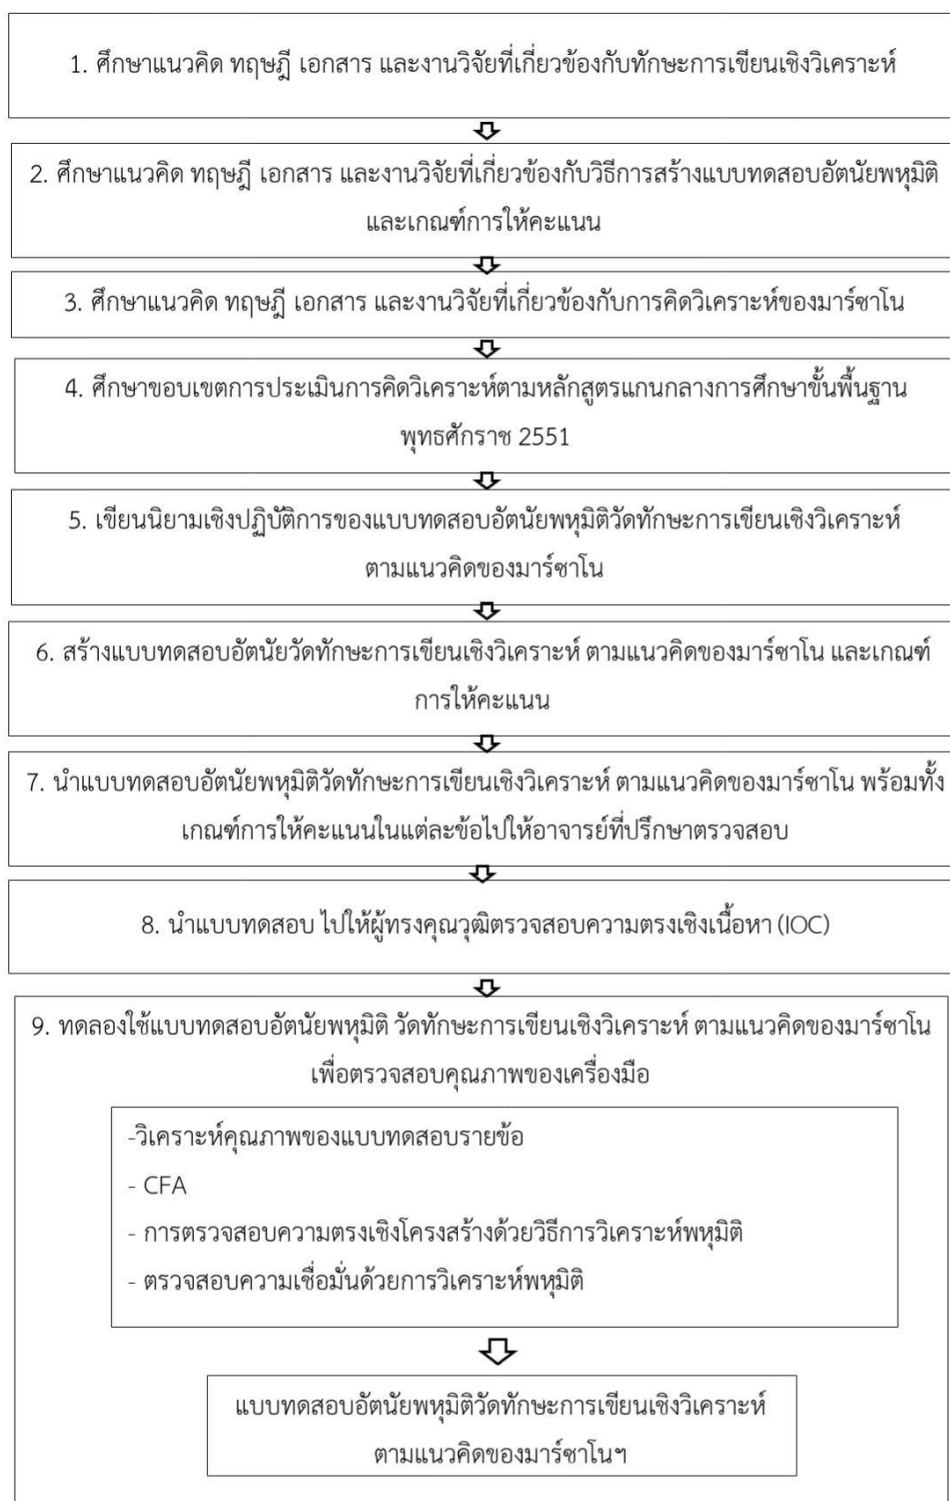 1. ศึกษาแนวคิด ทฤษฎี เอกสาร และงานวิจัยที่เกี่ยวข้องกับทักษะการเขียนเชิงวิเคราะห์
2. ศึกษาแนวคิด ทฤษฎี เอกสาร และงานวิจัยที่เกี่ยวข้องกับวิธีการสร้างแบบทดสอบอัตนัยพหุมิติ
และเกณฑ์การให้คะแนน
3. ศึกษาแนวคิด ทฤษฎี เอกสาร และงานวิจัยที่เกี่ยวข้องกับการคิดวิเคราะห์ของมาร์ซาโน
4. ศึกษาขอบเขตการประเมินการคิดวิเคราะห์ตามหลักสูตรแกนกลางการศึกษาขั้นพื้นฐาน
พุทธศักราช 2551
5. เขียนนิยามเชิงปฏิบัติการของแบบทดสอบอัตนัยพหุมิติวัดทักษะการเขียนเชิงวิเคราะห์
ตามแนวคิดของมาร์ซาโน
6. สร้างแบบทดสอบอัตนัยวัดทักษะการเขียนเชิงวิเคราะห์ ตามแนวคิดของมาร์ซาโน และเกณฑ์
การให้คะแนน
7. นำแบบทดสอบอัตนัยพหุมิติวัดทักษะการเขียนเชิงวิเคราะห์ ตามแนวคิดของมาร์ซาโน พร้อมทั้ง
เกณฑ์การให้คะแนนในแต่ละข้อไปให้อาจารย์ที่ปรึกษาตรวจสอบ
8. นำแบบทดสอบ ไปให้ผู้ทรงคุณวุฒิตรวจสอบความตรงเชิงเนื้อหา (IOC)
9. ทดลองใช้แบบทดสอบอัตนัยพหุมิติ วัดทักษะการเขียนเชิงวิเคราะห์ ตามแนวคิดของมาร์ซาโน
เพื่อตรวจสอบคุณภาพของเครื่องมือ
-วิเคราะห์คุณภาพของแบบทดสอบรายข้อ
- CFA
- การตรวจสอบความตรงเชิงโครงสร้างด้วยวิธีการวิเคราะห์พหุมิติ
- ตรวจสอบความเชื่อมั่นด้วยการวิเคราะห์พหุมิติ
แบบทดสอบอัตนัยพหุมิติวัดทักษะการเขียนเชิงวิเคราะห์
ตามแนวคิดของมาร์ซาโนฯ